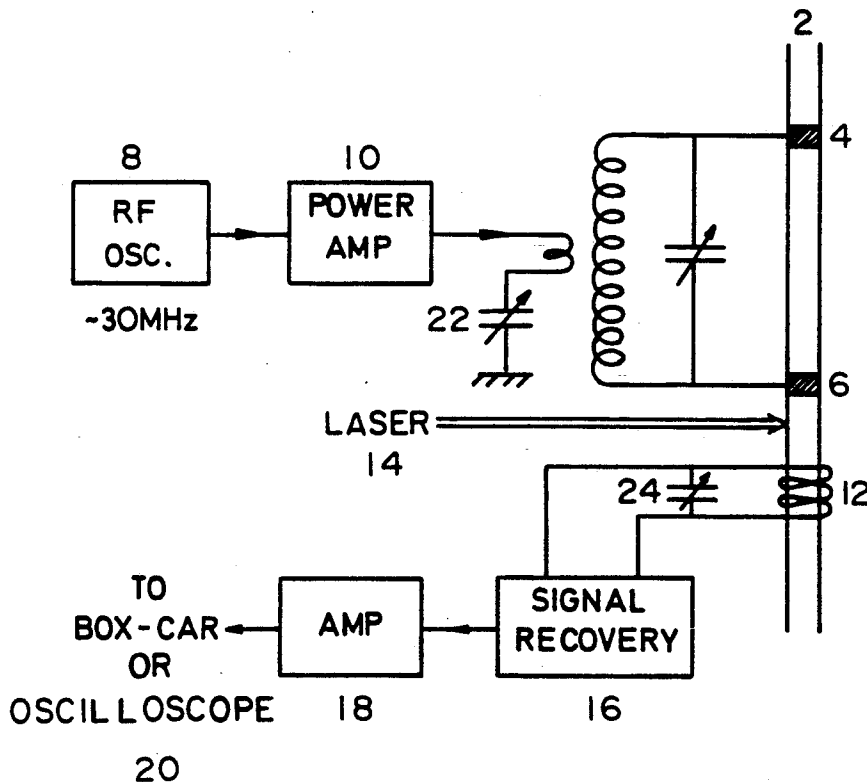 2
4
8
10
RF
OSC.
POWER
AMP
~30MHz
22
6
LASER
14
24
12
TO
BOX-CAR
OR
OSCILLOSCOPE
20
AMP
18
SIGNAL
RECOVERY
16